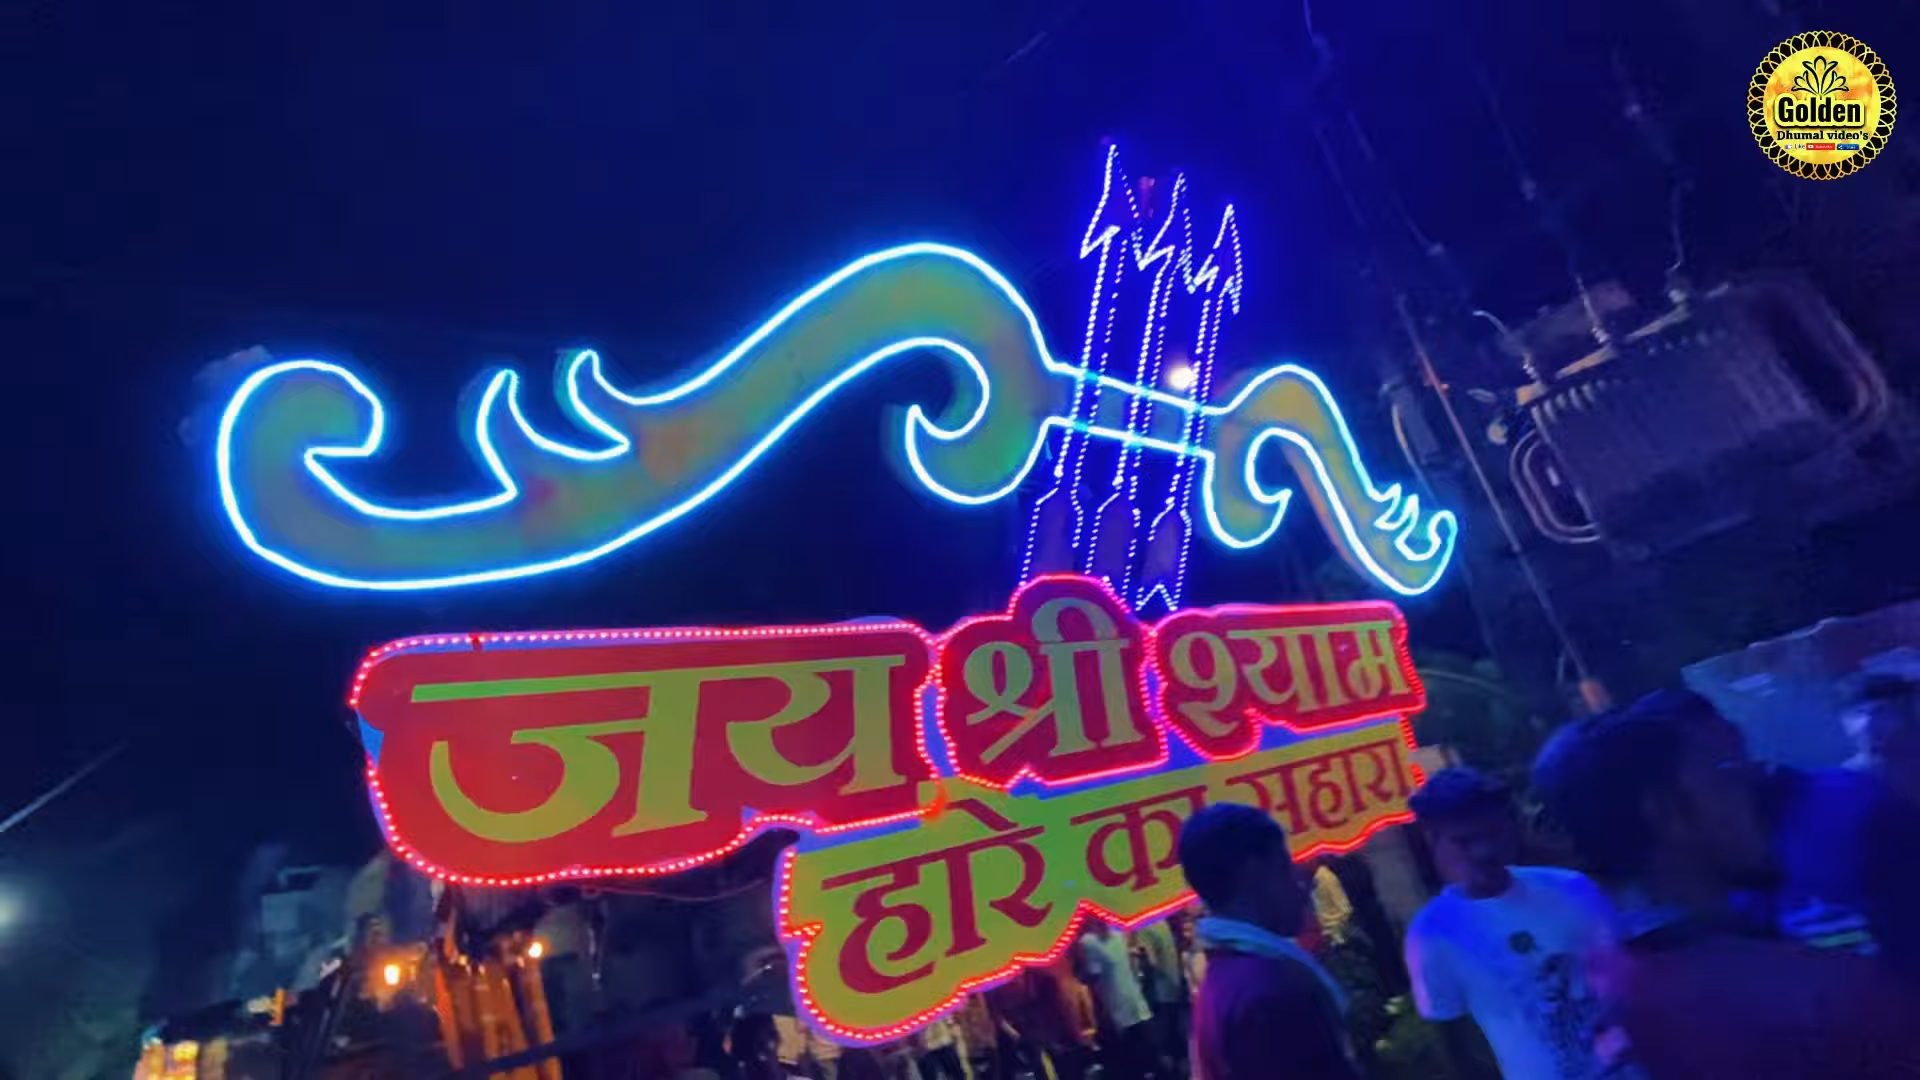 Golden
Dhumal video's
जय श्री श्याम
हारे का सहारा